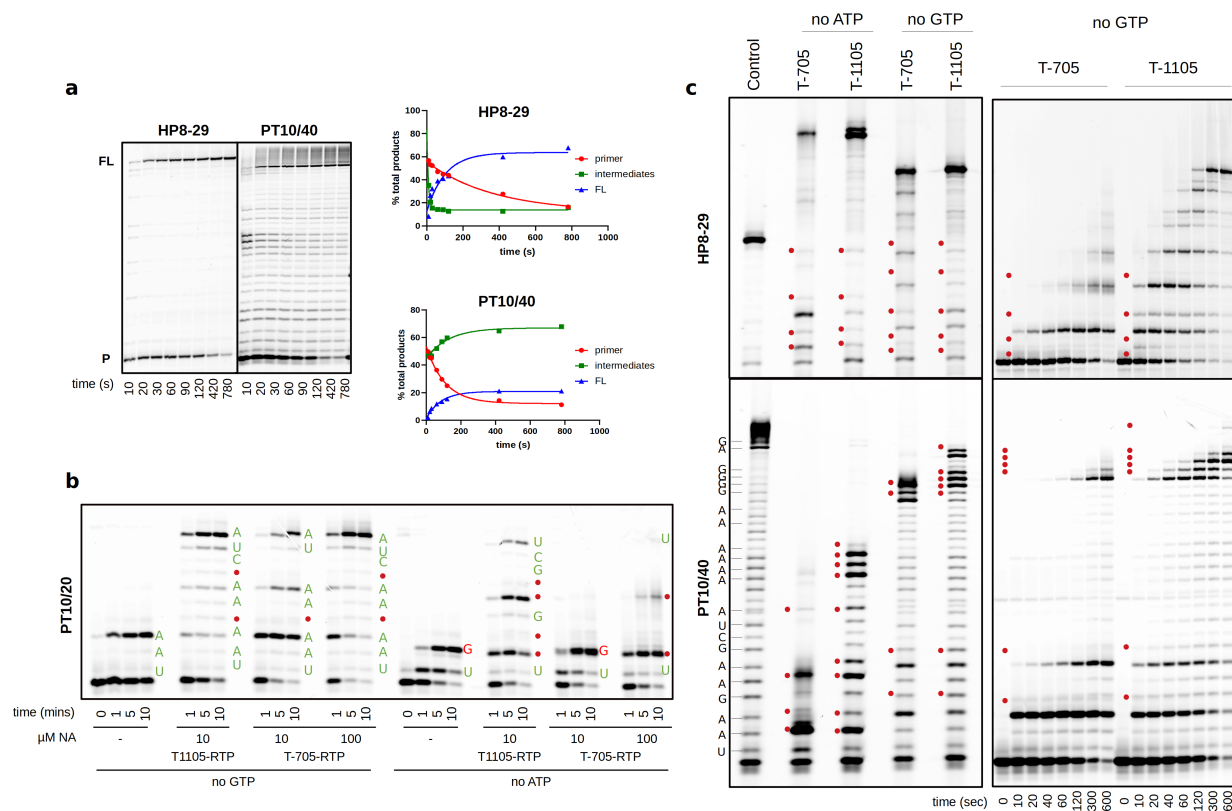 a
HP8-29
PT10/40
FL
P
time (s)
10 20 30 60 90 120 420 780
10 20 30 60 90 120 420 780
HP8-29
% total products
100
80
60
40
20
0
0 200 400 600 800 1000
time (s)
primer
intermediates
FL
PT10/40
% total products
80
60
40
20
0
0 200 400 600 800 1000
time (s)
primer
intermediates
FL
b
PT10/20
A
A
U
A
U
C
A
A
A
U
A
U
A
A
A
A
U
A
U
C
A
A
A
A
U
G
U
U
C
G
G
U
G
U
U
U
time (mins)
0 1 5 10
1 5 10
1 5 10
1 5 10
0 1 5 10
1 5 10
1 5 10
1 5 10
µM NA
- 10 10 100 - 10 10 100
T1105-RTP T-705-RTP T1105-RTP T-705-RTP
no GTP no ATP
c
no ATP no GTP
Control T-705 T-1105 T-705 T-1105
no GTP
T-705 T-1105
HP8-29
PT10/40
G
A
G
G
G
G
A
A
A
A
A
A
A
U
C
G
A
A
G
A
A
U
time (sec)
0 10 20 40 60 120 300 600
0 10 20 40 60 120 300 600